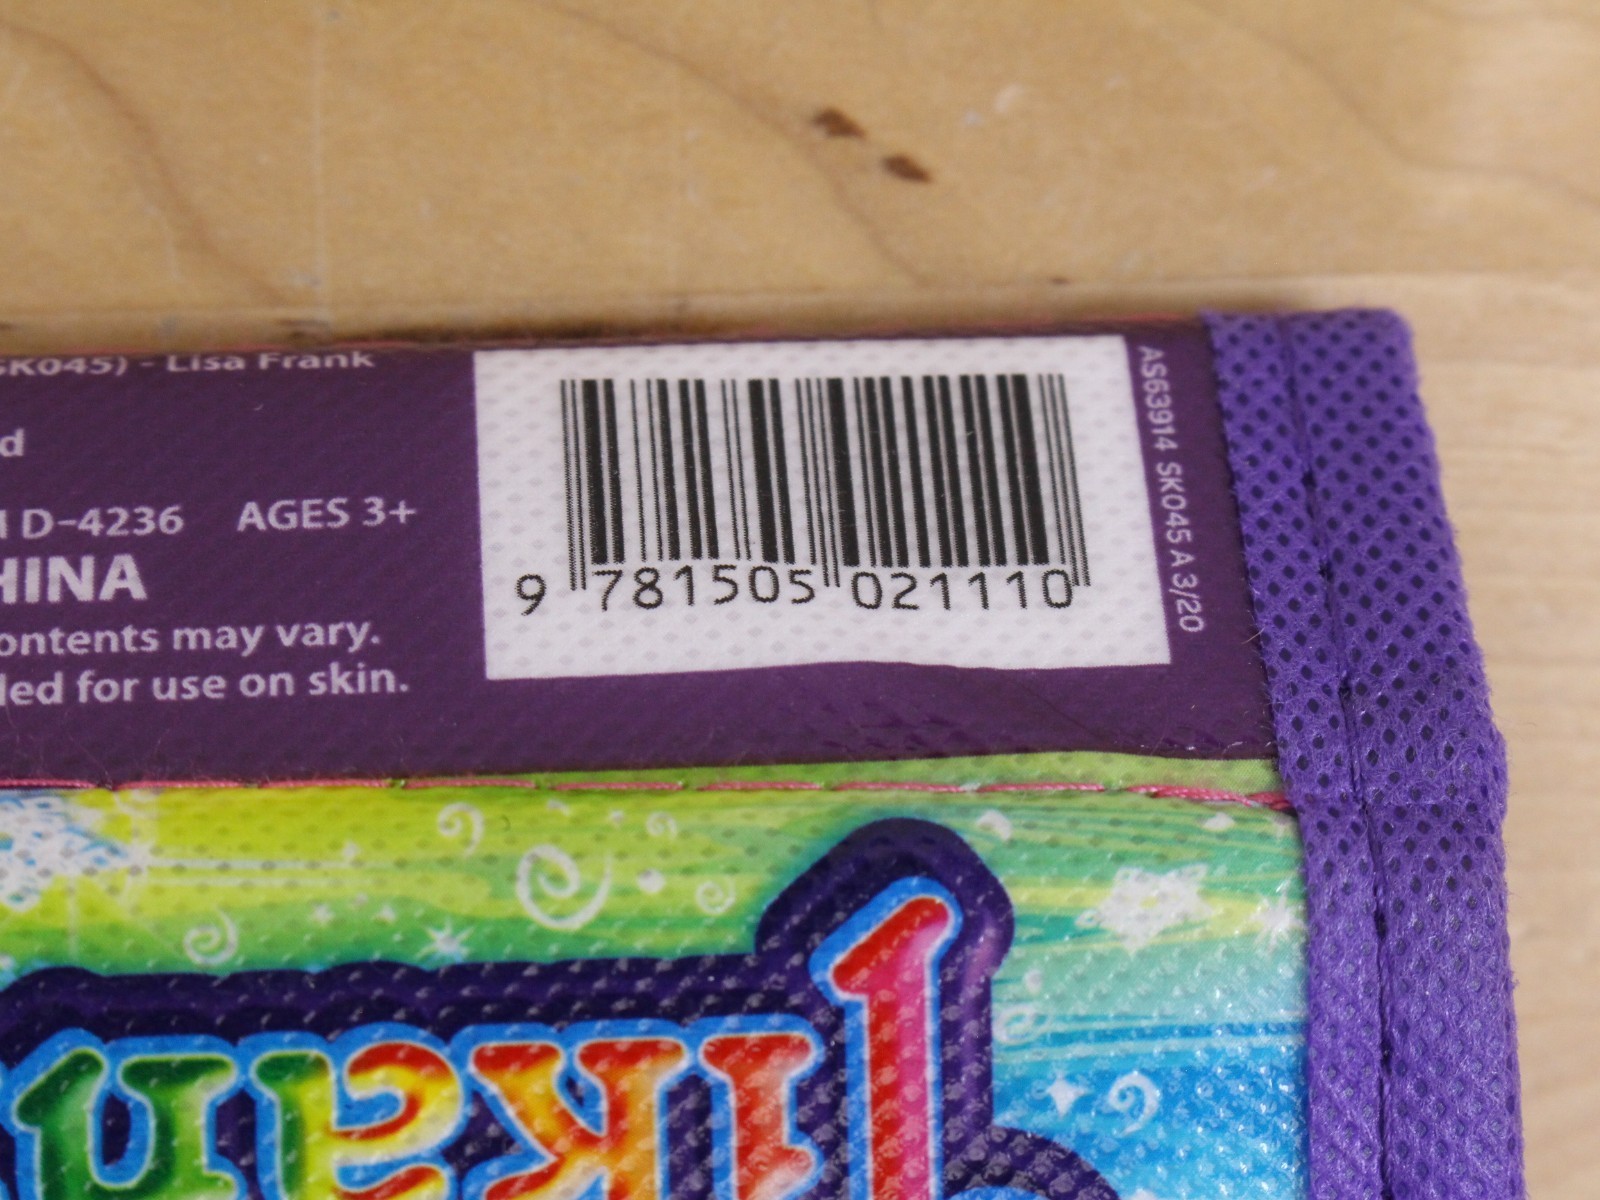 SK045) - Lisa Frank
d
D-4236 AGES 3+
HINA
ontents may vary.
ded for use on skin.
9 781505 021110
AS63914 SK045 A 3/20